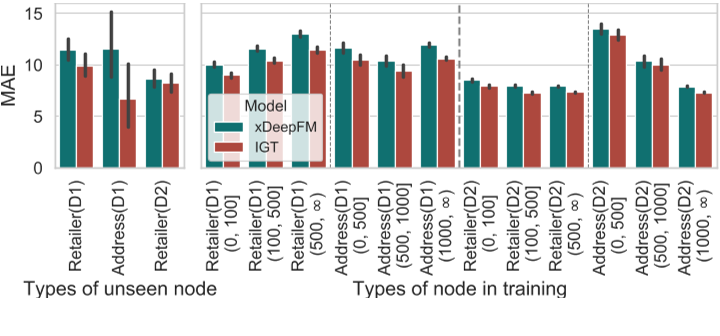 15
10
5
0
MAE
Model
xDeepFM
IGT
Retailer(D1)
Address(D1)
Retailer(D2)
Retailer(D1)
(0, 100]
Retailer(D1)
(100, 500]
Retailer(D1)
(500, ∞)
Address(D1)
(0, 500]
Address(D1)
(500, 1000]
Address(D1)
(1000, ∞)
Retailer(D2)
(0, 100]
Retailer(D2)
(100, 500]
Retailer(D2)
(500, ∞)
Address(D2)
(0, 500]
Address(D2)
(500, 1000]
Address(D2)
(1000, ∞)
Types of unseen node
Types of node in training